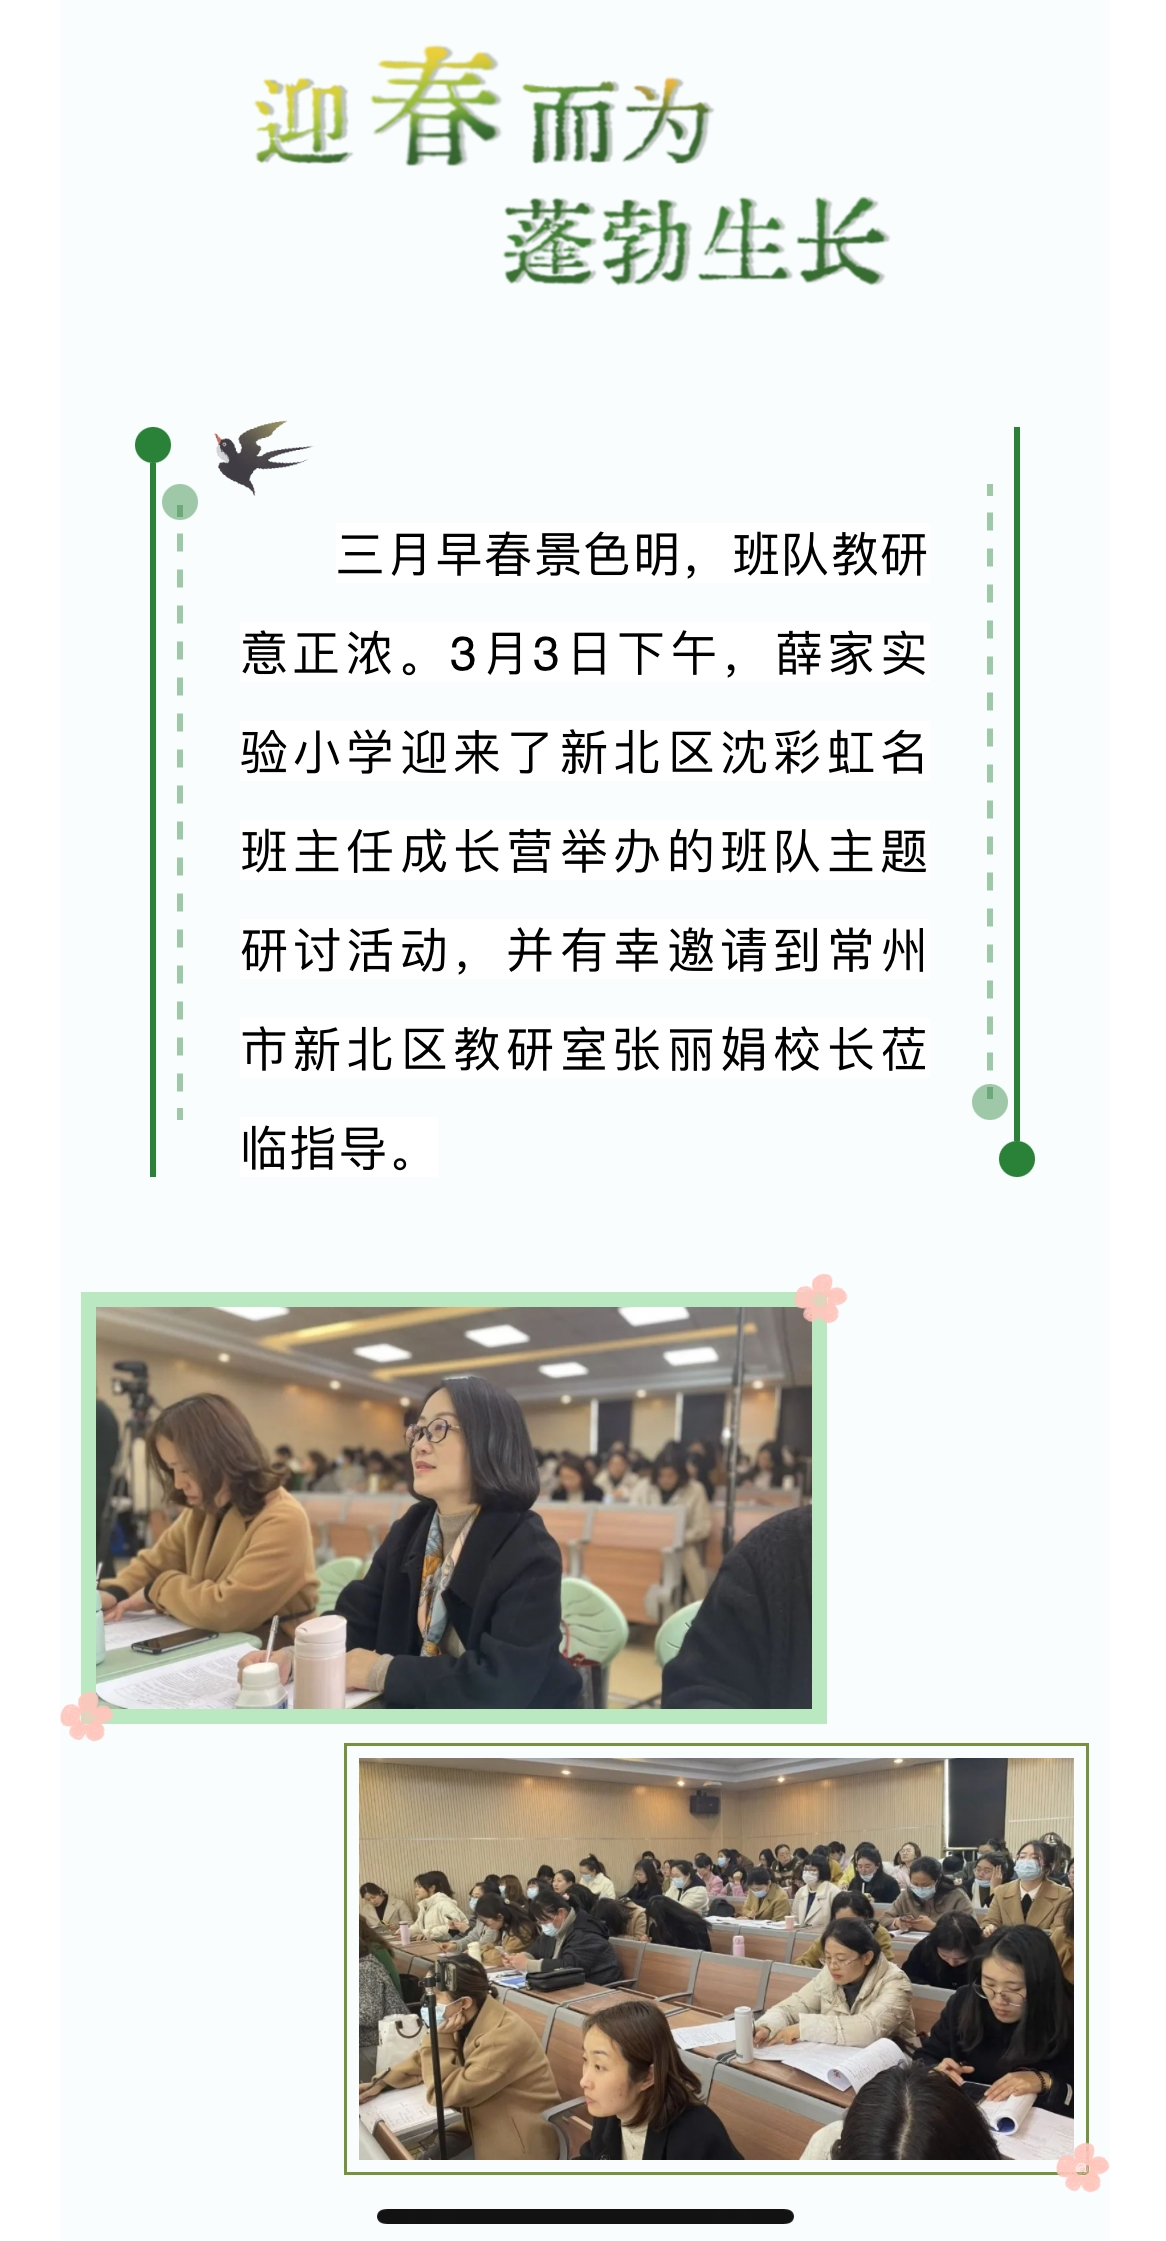 迎春而为
蓬勃生长
三月早春景色明，班队教研
意正浓。3月3日下午，薛家实
验小学迎来了新北区沈彩虹名
班主任成长营举办的班队主题
研讨活动，并有幸邀请到常州
市新北区教研室张丽娟校长莅
临指导。